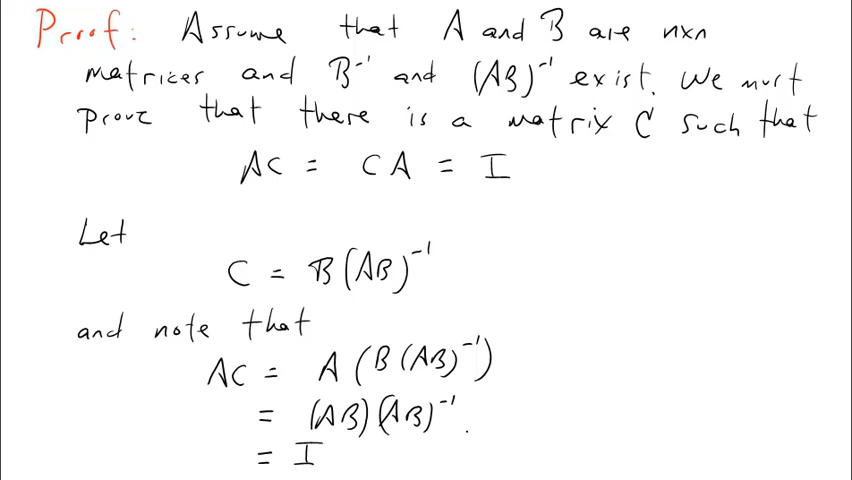 Proof: Assume that A and B are nxn
matrices and B⁻¹ and (AB)⁻¹ exist. We must
prove that there is a matrix C such that
AC = CA = I
Let
C = B(AB)⁻¹
and note that
AC = A(B(AB)⁻¹)
= (AB)(AB)⁻¹.
= I